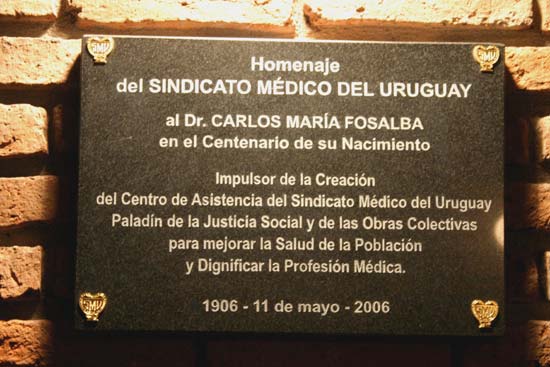 Homenaje
del SINDICATO MÉDICO DEL URUGUAY
al Dr. CARLOS MARÍA FOSALBA
en el Centenario de su Nacimiento
Impulsor de la Creación
del Centro de Asistencia del Sindicato Médico del Uruguay
Paladín de la Justicia Social y de las Obras Colectivas
para mejorar la Salud de la Población
y Dignificar la Profesión Médica.
1906 - 11 de mayo - 2006